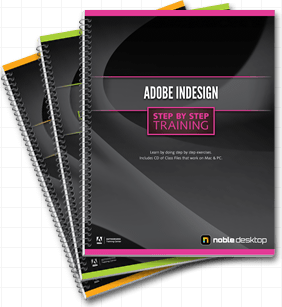 ADOBE INDESIGN
STEP BY STEP
TRAINING
Learn by doing step by step exercises.
Includes CD of Class Files that work on Mac & PC.
noble desktop